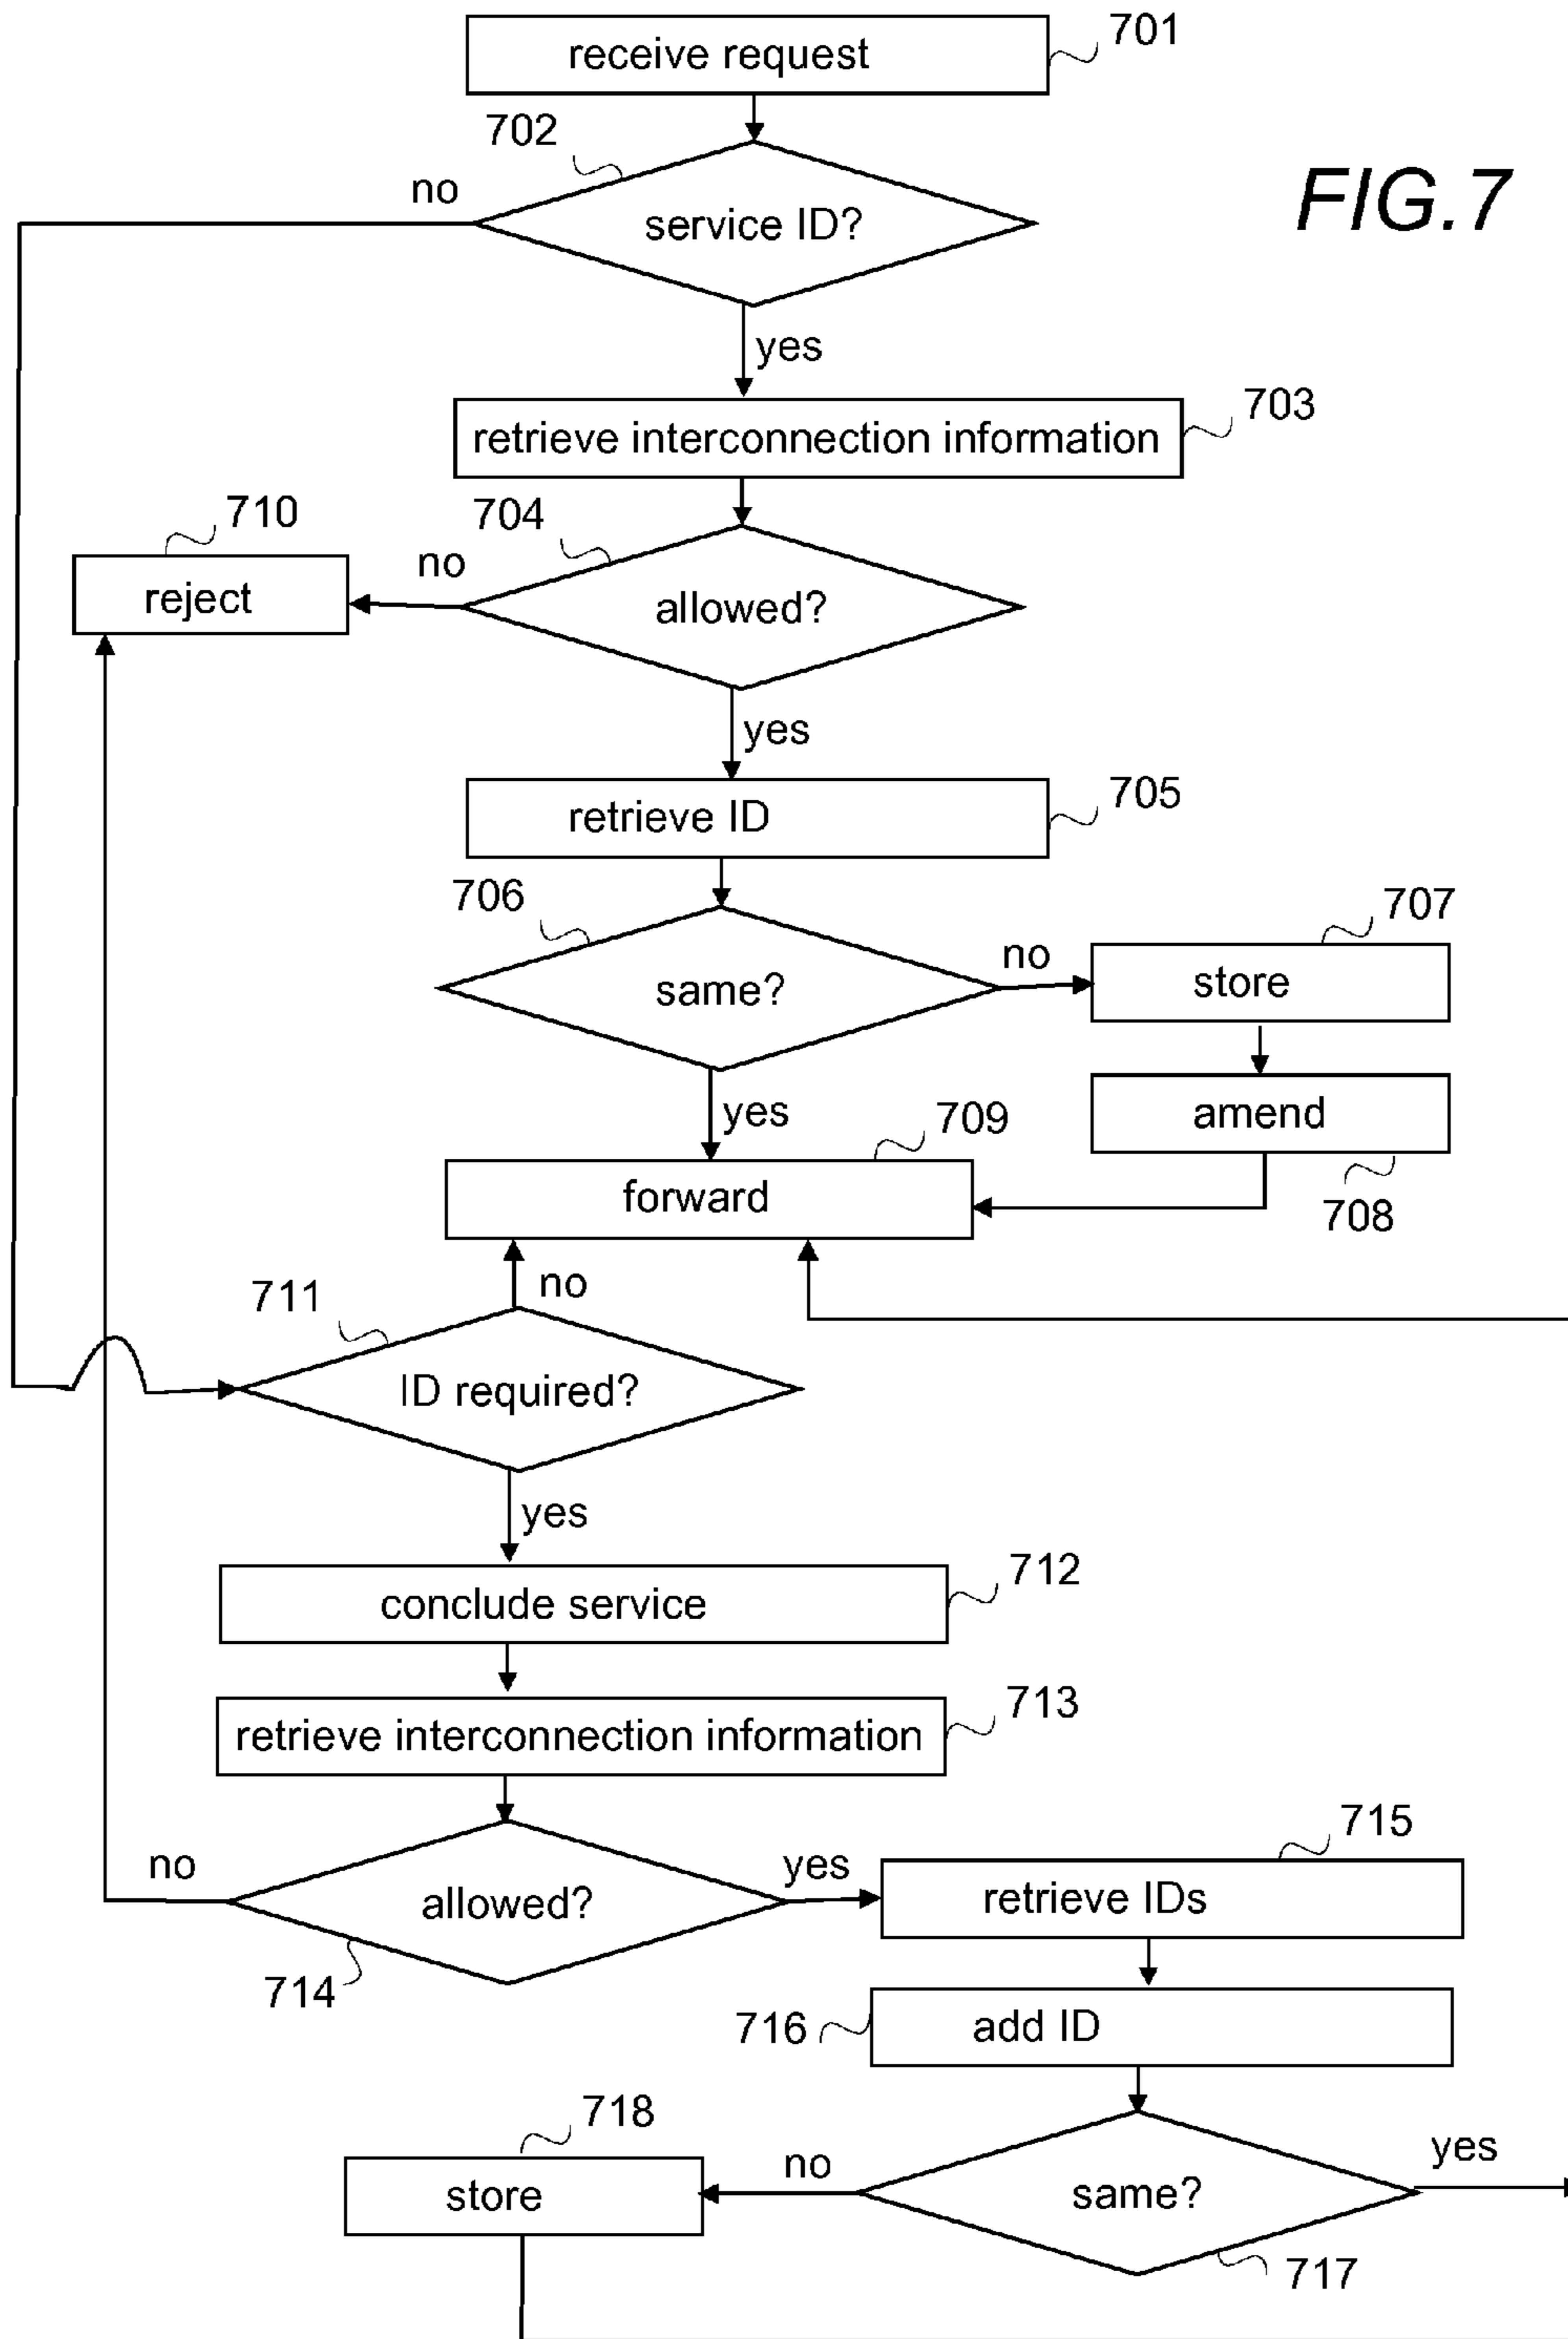 receive request
701
702
no
service ID?
FIG.7
yes
retrieve interconnection information
703
710
704
no
reject
allowed?
yes
retrieve ID
705
706
707
no
same?
store
yes
709
amend
forward
708
711
no
ID required?
yes
conclude service
712
retrieve interconnection information
713
no
yes
715
allowed?
retrieve IDs
714
716
add ID
718
no
yes
store
same?
717